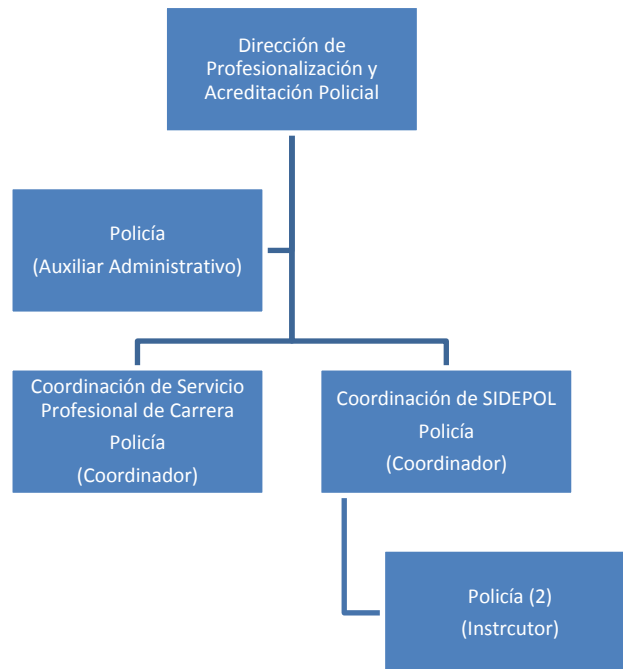 Dirección de
Profesionalización y
Acreditación Policial
Policía
(Auxiliar Administrativo)
Coordinación de Servicio
Profesional de Carrera
Policía
(Coordinador)
Coordinación de SIDEPOL
Policía
(Coordinador)
Policía (2)
(Instrcutor)